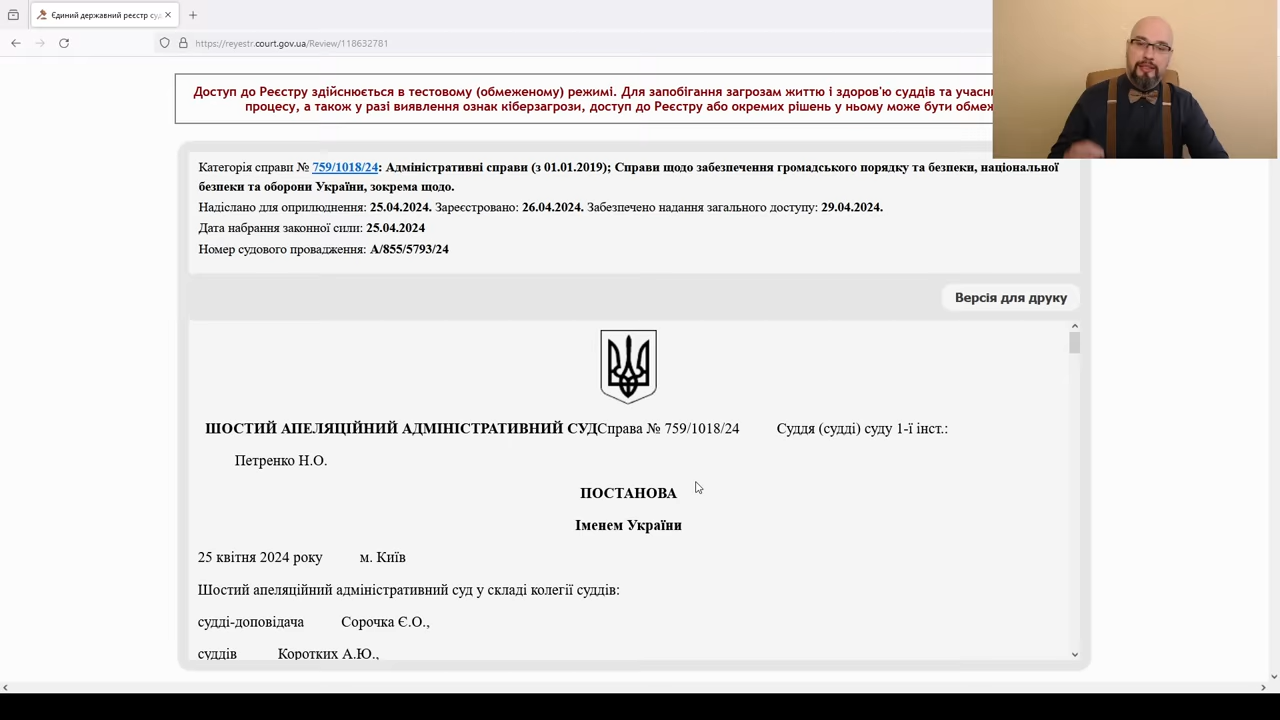 Єдиний державний реєстр суд
https://reyestr.court.gov.ua/Review/118632781
Доступ до Реєстру здійснюється в тестовому (обмеженому) режимі. Для запобігання загрозам життю і здоров'ю суддів та учасн
процесу, а також у разі виявлення ознак кіберзагрози, доступ до Реєстру або окремих рішень у ньому може бути обмеж
Категорія справи № 759/1018/24: Адміністративні справи (з 01.01.2019); Справи щодо забезпечення громадського порядку та безпеки, національної
безпеки та оборони України, зокрема щодо.
Надіслано для оприлюднення: 25.04.2024. Зареєстровано: 26.04.2024. Забезпечено надання загального доступу: 29.04.2024.
Дата набрання законної сили: 25.04.2024
Номер судового провадження: А/855/5793/24
Версія для друку
ШОСТИЙ АПЕЛЯЦІЙНИЙ АДМІНІСТРАТИВНИЙ СУДСправа № 759/1018/24 Суддя (судді) суду 1-ї інст.:
Петренко Н.О.
ПОСТАНОВА
Іменем України
25 квітня 2024 року м. Київ
Шостий апеляційний адміністративний суд у складі колегії суддів:
судді-доповідача Сорочка Є.О.,
суддів Коротких А.Ю.,